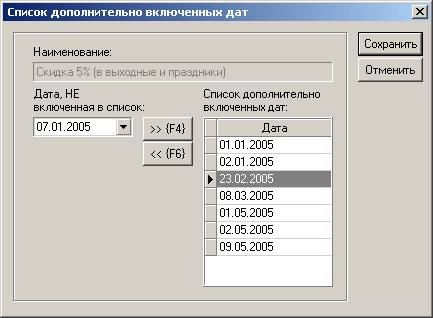 Список дополнительно включенных дат
Сохранить
Отменить
Наименование:
Скидка 5% (в выходные и праздники)
Дата, НЕ
включенная в список:
07.01.2005
>> {F4}
<< {F6}
Список дополнительно
включенных дат:
Дата
01.01.2005
02.01.2005
23.02.2005
08.03.2005
01.05.2005
02.05.2005
09.05.2005